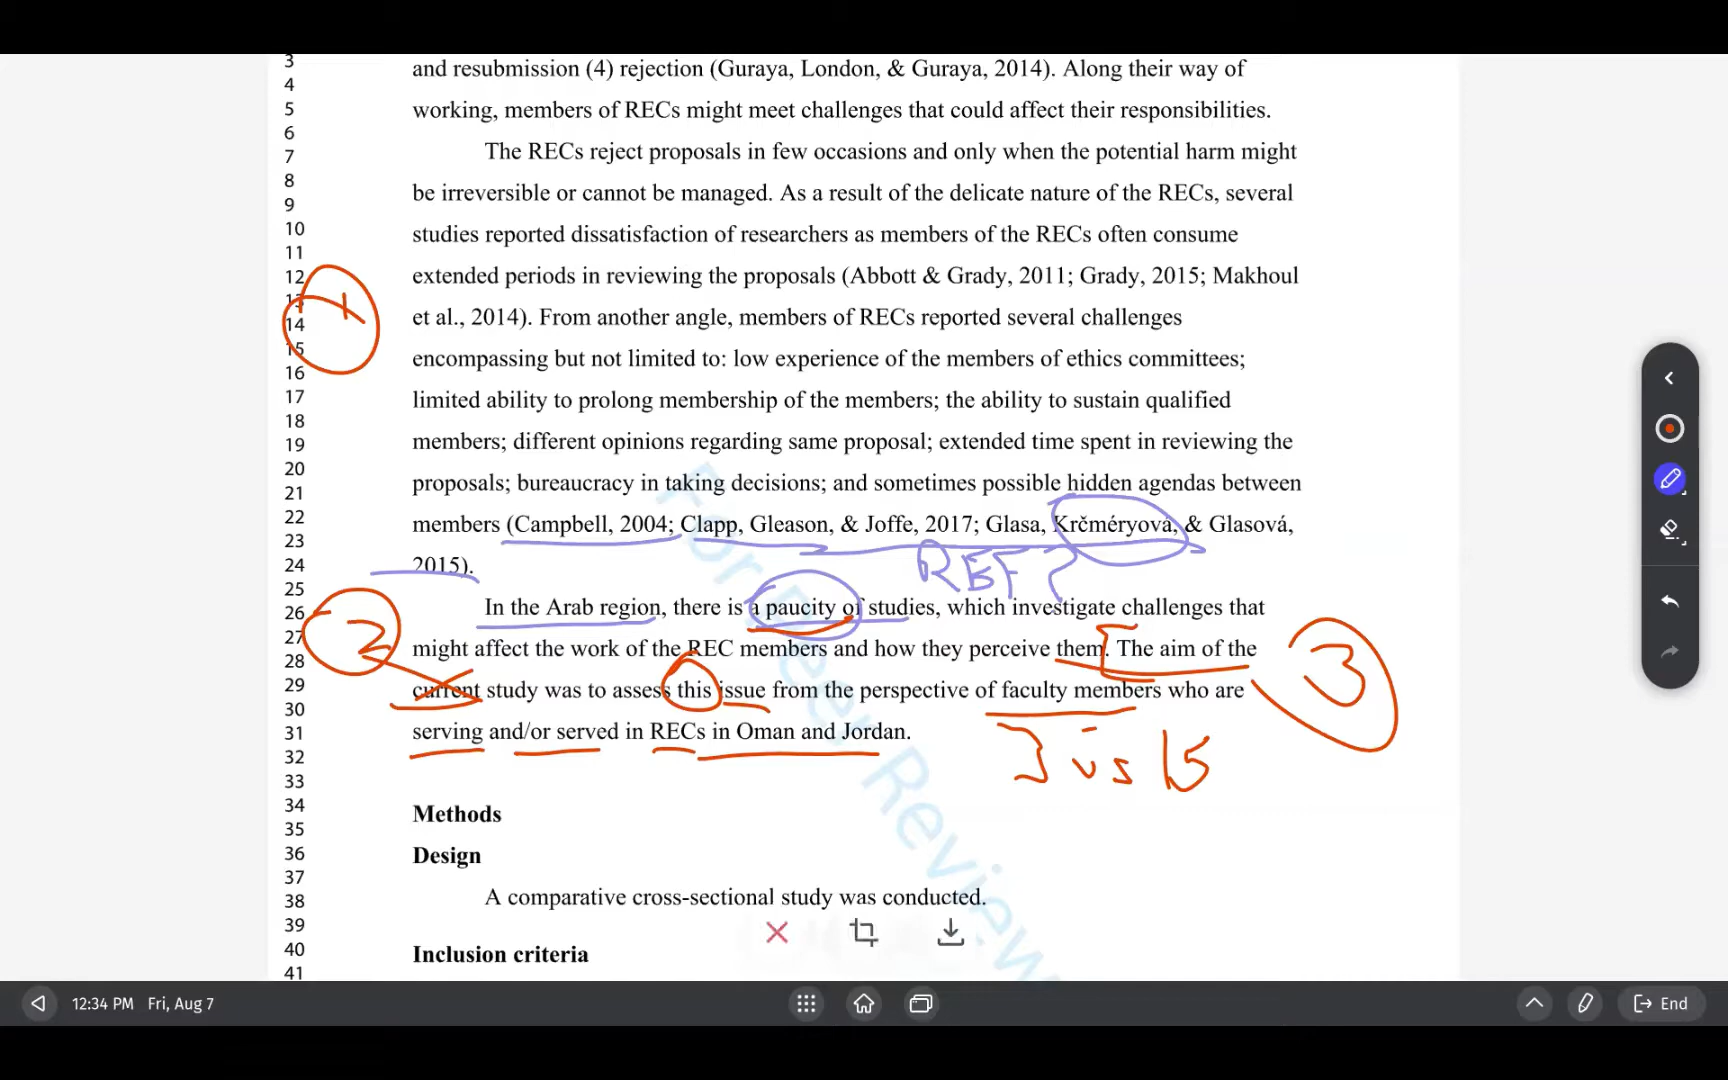 3
and resubmission (4) rejection (Guraya, London, & Guraya, 2014). Along their way of
4
5
working, members of RECs might meet challenges that could affect their responsibilities.
6
7
The RECs reject proposals in few occasions and only when the potential harm might
8
be irreversible or cannot be managed. As a result of the delicate nature of the RECs, several
9
10
studies reported dissatisfaction of researchers as members of the RECs often consume
11
12
extended periods in reviewing the proposals (Abbott & Grady, 2011; Grady, 2015; Makhoul
13
14
et al., 2014). From another angle, members of RECs reported several challenges
15
encompassing but not limited to: low experience of the members of ethics committees;
16
17
limited ability to prolong membership of the members; the ability to sustain qualified
18
19
members; different opinions regarding same proposal; extended time spent in reviewing the
20
21
proposals; bureaucracy in taking decisions; and sometimes possible hidden agendas between
22
members (Campbell, 2004; Clapp, Gleason, & Joffe, 2017; Glasa, Krčméryová, & Glasová,
23
24
2015).
REF?
25
26
In the Arab region, there is a paucity of studies, which investigate challenges that
27
2
might affect the work of the REC members and how they perceive them. The aim of the
3
28
29
current study was to assess this issue from the perspective of faculty members who are
30
31
serving and/or served in RECs in Oman and Jordan.
32
vs 15
33
34
Methods
35
36
Design
37
38
A comparative cross-sectional study was conducted.
39
40
Inclusion criteria
41
For Peer Review
12:34 PM Fri, Aug 7
End